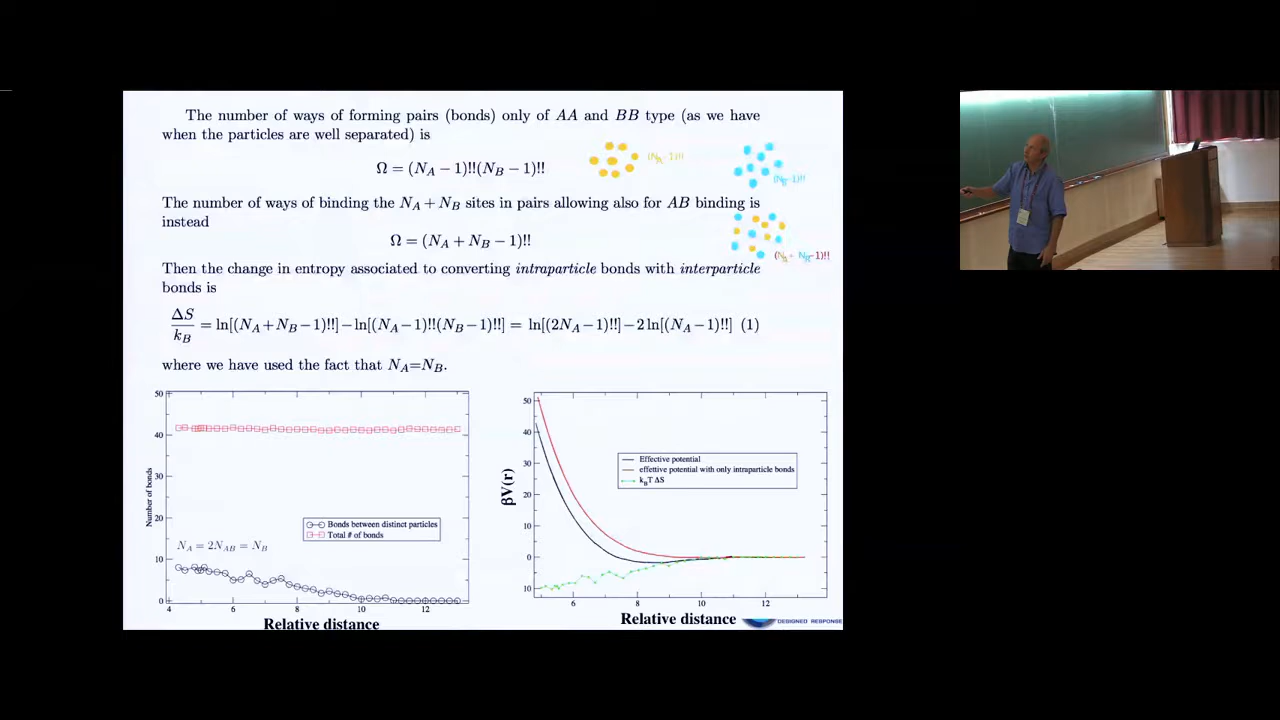 The number of ways of forming pairs (bonds) only of AA and BB type (as we have
when the particles are well separated) is
Ω = (N_A − 1)!!(N_B − 1)!!
(N_A-1)!!
(N_B-1)!!
The number of ways of binding the N_A + N_B sites in pairs allowing also for AB binding is
instead
Ω = (N_A + N_B − 1)!!
(N_A+ N_B-1)!!
Then the change in entropy associated to converting intraparticle bonds with interparticle
bonds is
ΔS/k_B = ln[(N_A+N_B−1)!!]−ln[(N_A−1)!!(N_B−1)!!] = ln[(2N_A−1)!!]−2 ln[(N_A−1)!!] (1)
where we have used the fact that N_A=N_B.
Number of bonds
50
40
30
20
10
0
Bonds between distinct particles
Total # of bonds
N_A = 2N_AB = N_B
4 6 8 10 12
Relative distance
βV(r)
50
40
30
20
10
0
10
Effective potential
effettive potential with only intraparticle bonds
k_BT ΔS
6 8 10 12
Relative distance
DESIGNED RESPONSE